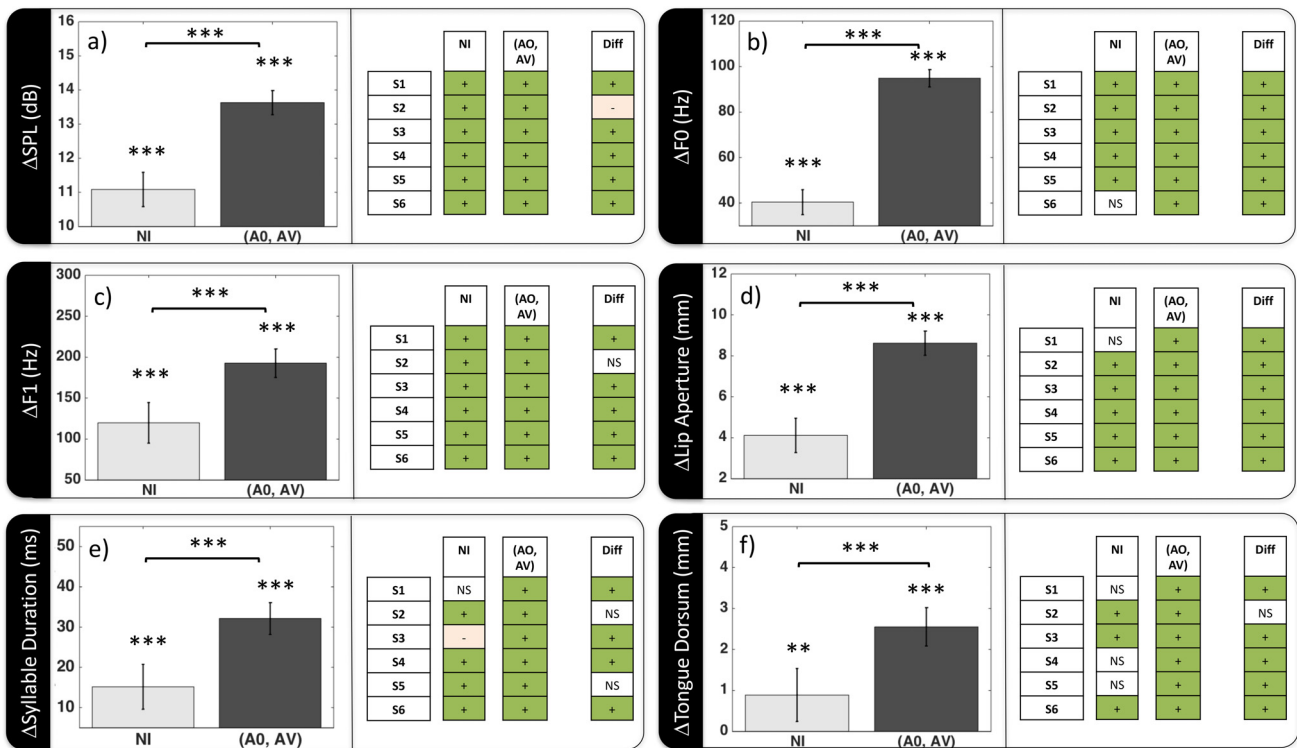 ΔSPL (dB)
a)
16
15
14
13
12
11
10
***
***
***
NI
(A0, AV)
NI
(AO,
AV)
Diff
S1 + + +
S2 + + -
S3 + + +
S4 + + +
S5 + + +
S6 + + +
ΔF0 (Hz)
b)
120
100
80
60
40
***
***
***
NI
(A0, AV)
NI
(AO,
AV)
Diff
S1 + + +
S2 + + +
S3 + + +
S4 + + +
S5 + + +
S6 NS + +
ΔF1 (Hz)
c)
300
250
200
150
100
50
***
***
***
NI
(A0, AV)
NI
(AO,
AV)
Diff
S1 + + +
S2 + + NS
S3 + + +
S4 + + +
S5 + + +
S6 + + +
ΔLip Aperture (mm)
d)
12
10
8
6
4
2
***
***
***
NI
(A0, AV)
NI
(AO,
AV)
Diff
S1 NS + +
S2 + + +
S3 + + +
S4 + + +
S5 + + +
S6 + + +
ΔSyllable Duration (ms)
e)
50
40
30
20
10
***
***
***
NI
(A0, AV)
NI
(AO,
AV)
Diff
S1 NS + +
S2 + + NS
S3 - + +
S4 + + +
S5 + + NS
S6 + + +
ΔTongue Dorsum (mm)
f)
5
4
3
2
1
0
***
***
**
NI
(A0, AV)
NI
(AO,
AV)
Diff
S1 NS + +
S2 + + NS
S3 + + +
S4 NS + +
S5 NS + +
S6 + + +